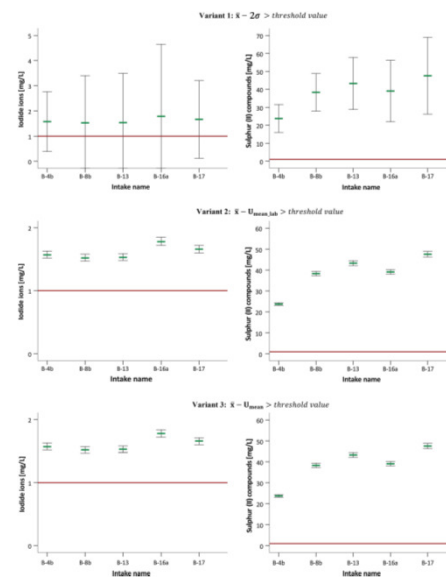 Variant 1: x̄ − 2σ > threshold value
Iodide ions [mg/L]
5
4
3
2
1
0
B-4b B-8b B-13 B-16a B-17
Intake name
Sulphur (II) compounds [mg/L]
70
60
50
40
30
20
10
0
B-4b B-8b B-13 B-16a B-17
Intake name
Variant 2: x̄ − U_mean_lab > threshold value
Iodide ions [mg/L]
2
1
0
B-4b B-8b B-13 B-16a B-17
Intake name
Sulphur (II) compounds [mg/L]
60
50
40
30
20
10
0
B-4b B-8b B-13 B-16a B-17
Intake name
Variant 3: x̄ − U_mean > threshold value
Iodide ions [mg/L]
2
1
0
B-4b B-8b B-13 B-16a B-17
Intake name
Sulphur (II) compounds [mg/L]
60
50
40
30
20
10
0
B-4b B-8b B-13 B-16a B-17
Intake name